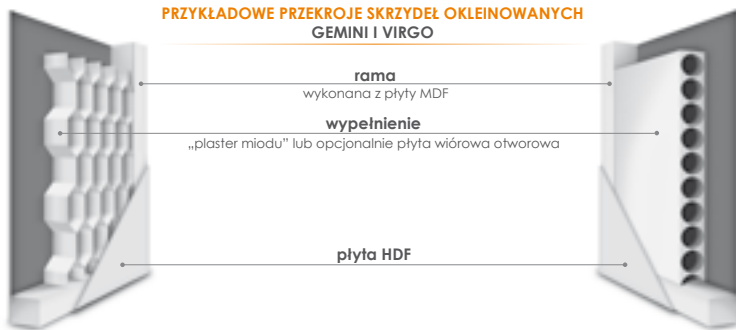 PRZYKŁADOWE PRZEKROJE SKRZYDEŁ OKLEINOWANYCH
GEMINI I VIRGO
rama
wykonana z płyty MDF
wypełnienie
„plaster miodu” lub opcjonalnie płyta wiórowa otworowa
płyta HDF